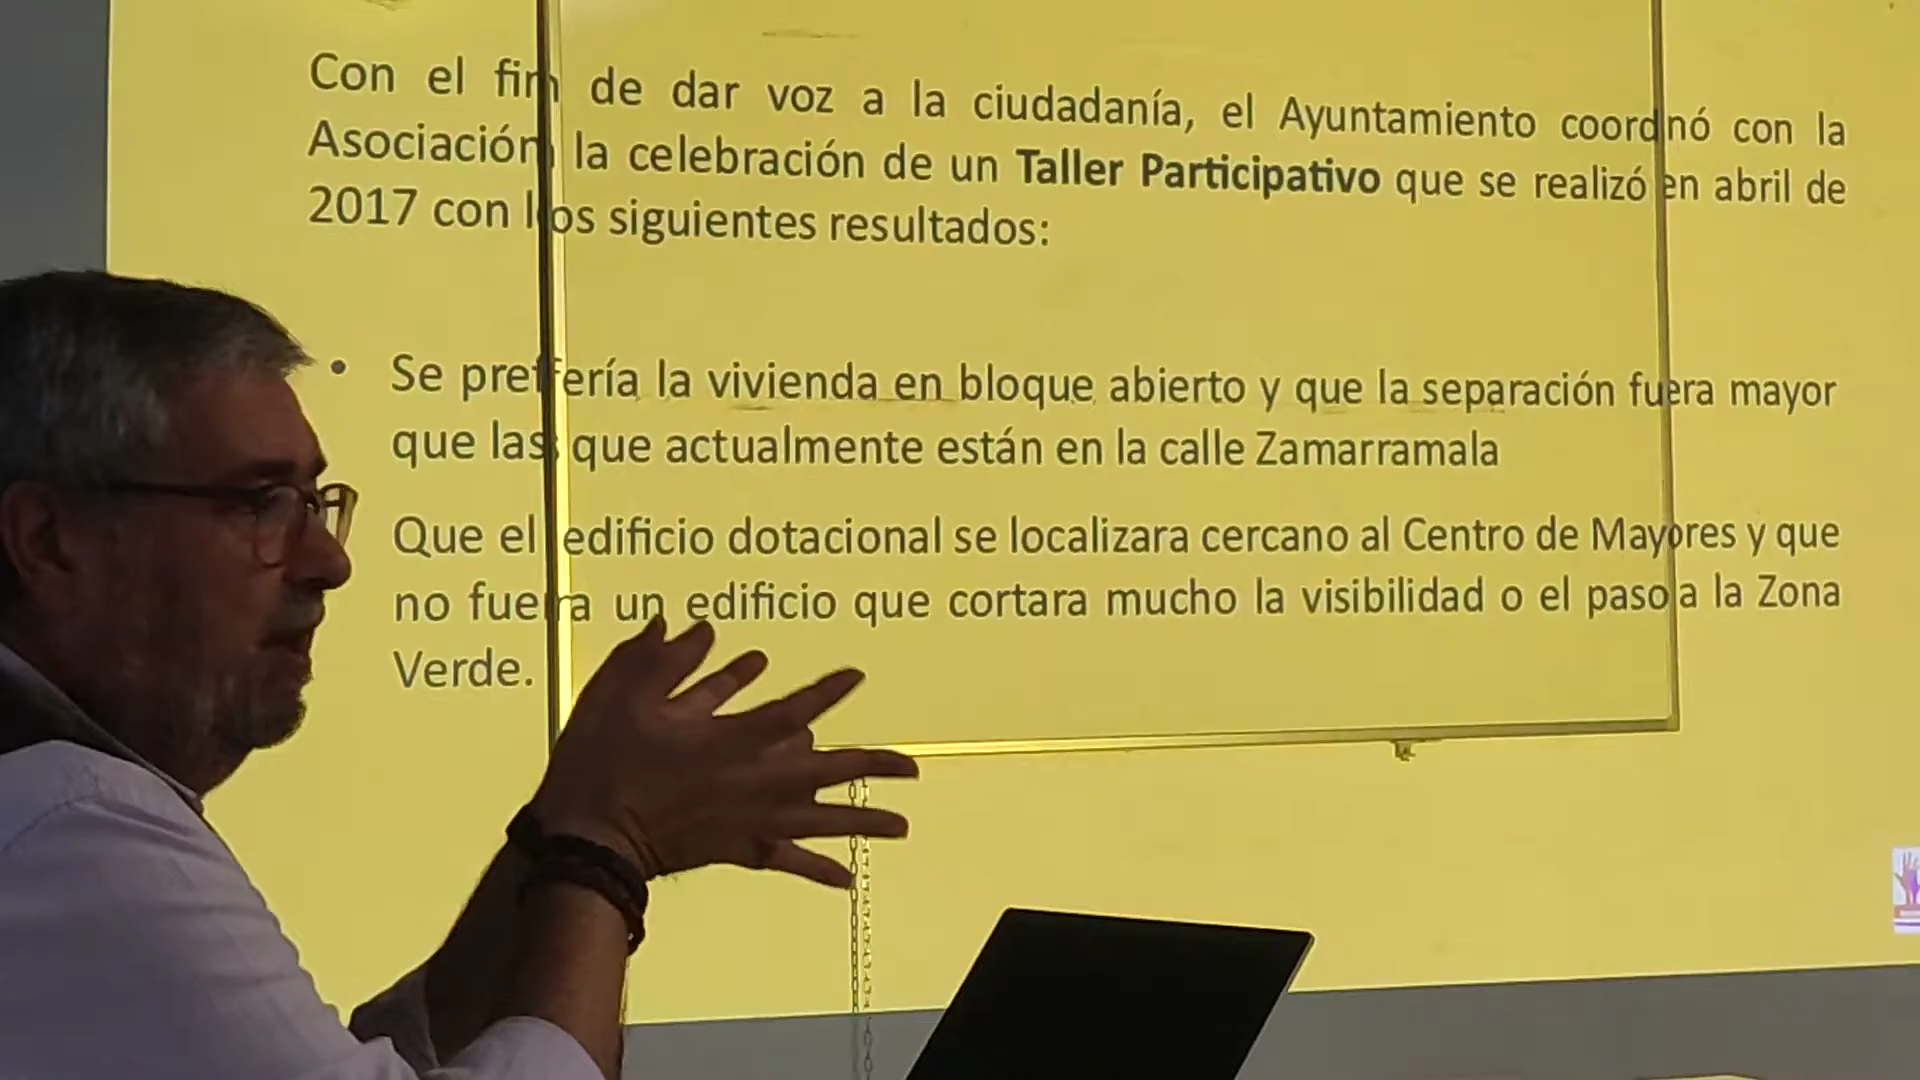 Con el fin de dar voz a la ciudadanía, el Ayuntamiento coordinó con la
Asociación la celebración de un Taller Participativo que se realizó en abril de
2017 con los siguientes resultados:
• Se prefería la vivienda en bloque abierto y que la separación fuera mayor
que las que actualmente están en la calle Zamarramala
Que el edificio dotacional se localizara cercano al Centro de Mayores y que
no fuera un edificio que cortara mucho la visibilidad o el paso a la Zona
Verde.